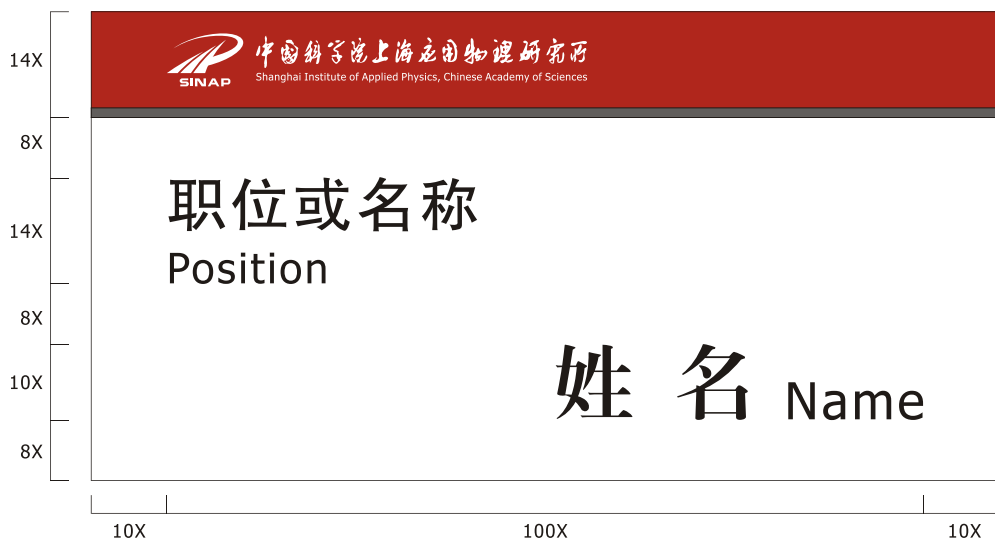 14X
中国科学院上海应用物理研究所
SINAP
Shanghai Institute of Applied Physics, Chinese Academy of Sciences
8X
职位或名称
14X
Position
8X
姓 名 Name
10X
8X
10X 100X 10X